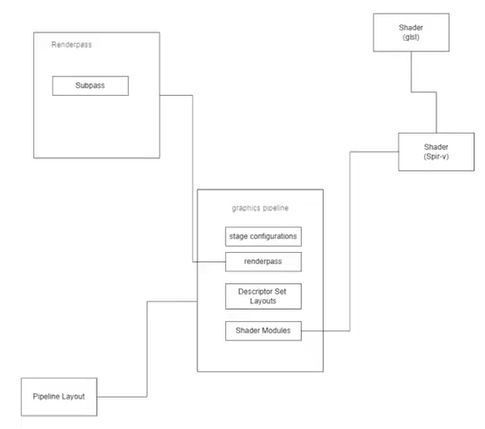 Shader
(glsl)
Renderpass
Subpass
Shader
(Spir-v)
graphics pipeline
stage configurations
renderpass
Descriptor Set
Layouts
Shader Modules
Pipeline Layout